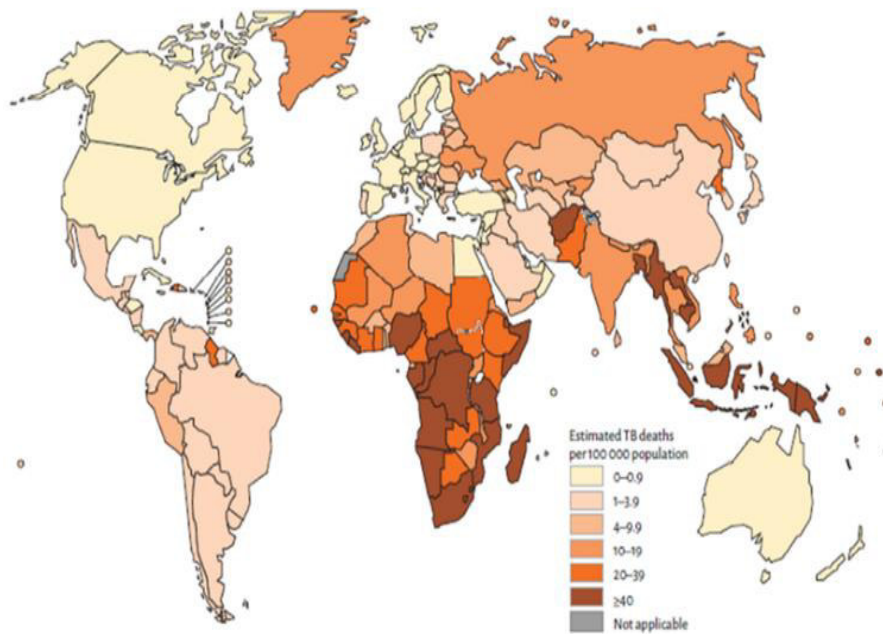 Estimated TB deaths
per 100 000 population
0–0.9
1–3.9
4–9.9
10–19
20–39
≥40
Not applicable